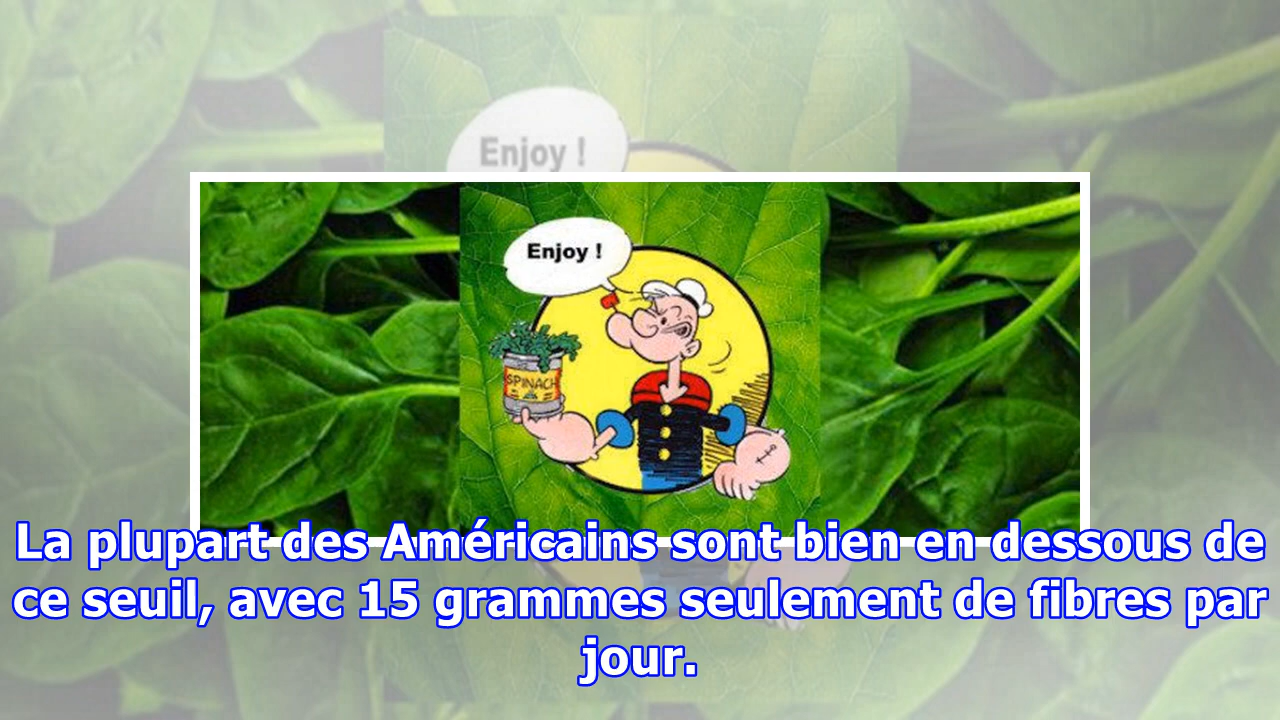 Enjoy !
Enjoy !
SPINACH
La plupart des Américains sont bien en dessous de
ce seuil, avec 15 grammes seulement de fibres par
jour.